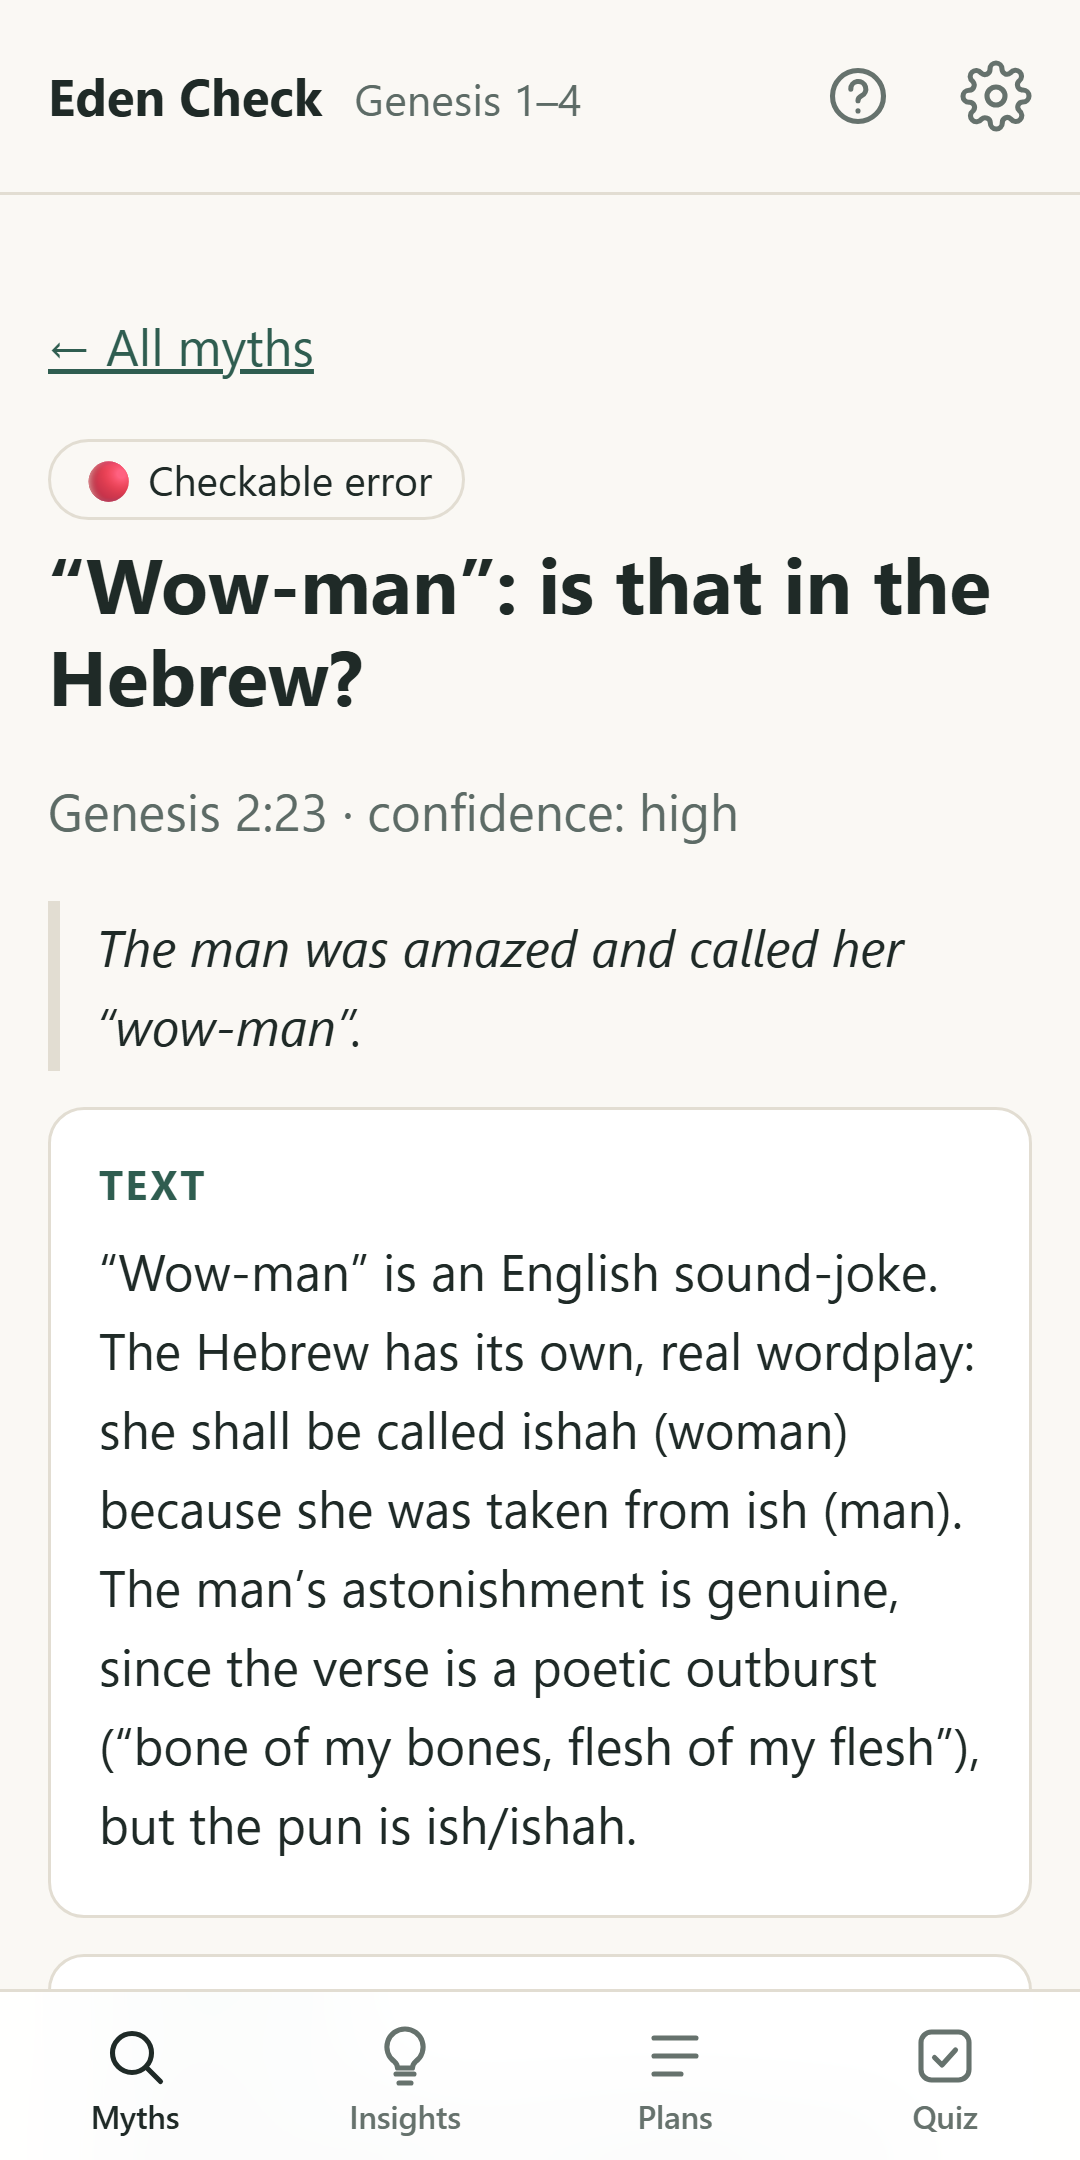 Eden Check Genesis 1–4
← All myths
Checkable error
“Wow-man”: is that in the
Hebrew?
Genesis 2:23 · confidence: high
The man was amazed and called her
“wow-man”.
TEXT
“Wow-man” is an English sound-joke.
The Hebrew has its own, real wordplay:
she shall be called ishah (woman)
because she was taken from ish (man).
The man’s astonishment is genuine,
since the verse is a poetic outburst
(“bone of my bones, flesh of my flesh”),
but the pun is ish/ishah.
Myths Insights Plans Quiz